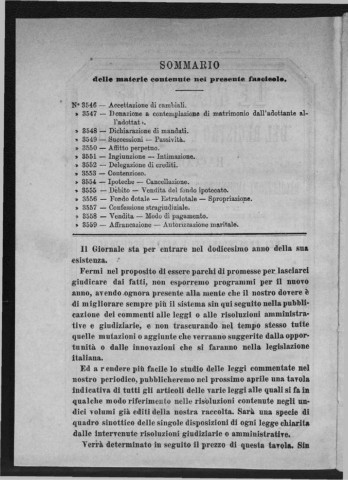 SOMMARIO
delle materie contenute nel presente fascicolo.
N° 3546 — Accettazione di cambiali.
» 3547 — Donazione a contemplazione di matrimonio dall'adottante al-
l'adottat ›.
» 3548 — Dichiarazione di mandati.
» 3549 — Successioni — Passività.
» 3550 — Affitto perpetuo.
» 3551 — Ingiunzione — Intimazione.
» 3552 — Delegazione di crediti.
» 3553 — Contenzioso.
» 3554 — Ipoteche — Cancellazione.
» 3555 — Debito — Vendita del fondo ipotecato.
» 3556 — Fondo dotale — Estradotale — Epropriazione.
» 3557 — Confessione stragiudiziale.
» 3558 — Vendita — Modo di pagamento.
» 3559 — Affrancazione — Autorizzazione maritale.
Il Giornale sta per entrare nel dodicesimo anno della sua
esistenza.
Fermi nel proposito di essere parchi di promesse per lasciarci
giudicare dai fatti, non esporremo programmi per il nuovo
anno, avendo ognora presente alla mente che il nostro dovere è
di migliorare sempre più il sistema sin qui seguito nella pubbli-
cazione dei commenti alle leggi o alle risoluzioni amministra-
tive e giudiziarie, e non trascurando nel tempo stesso tutte
quelle mutazioni o aggiunte che verranno suggerite dalla oppor-
tunità o dalle innovazioni che si faranno nella legislazione
italiana.
Ed a rendere più facile lo studio delle leggi commentate nel
nostro periodico, pubblicheremo nel prossimo aprile una tavola
indicativa di tutti gli articoli delle varie leggi alle quali si fa in
qualche modo riferimento nelle risoluzioni contenute negli un-
dici volumi già editi della nostra raccolta. Sarà una specie di
quadro sinottico delle singole disposizioni di ogni legge chiarita
dalle intervenute risoluzioni giudiziarie o amministrative.
Verrà determinato in seguito il prezzo di questa tavola. Sin